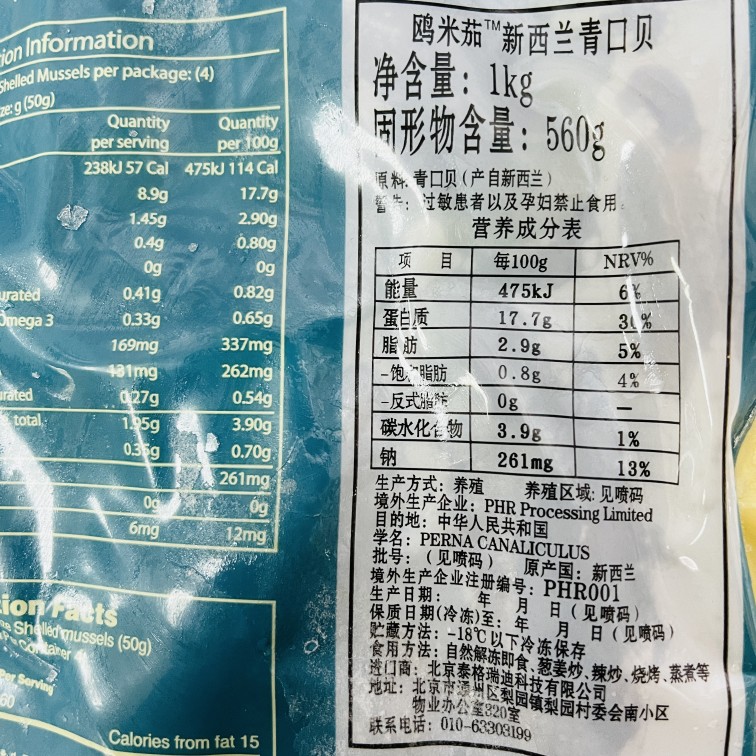 ion Information
Shelled Mussels per package: (4)
ze: g (50g)
Quantity per serving
Quantity per 100g
238kJ 57 Cal 475kJ 114 Cal
8.9g 17.7g
1.45g 2.90g
0.4g 0.80g
0g 0g
urated 0.41g 0.82g
Omega 3 0.33g 0.65g
169mg 337mg
131mg 262mg
urated 0.27g 0.54g
total 1.95g 3.90g
0.35g 0.70g
261mg
0g 0g
6mg 12mg
ion Facts
Shelled mussels (50g)
Container
Per Serving
60
Calories from fat 15
鸥米茄™新西兰青口贝
净含量：1kg
固形物含量：560g
原料：青口贝（产自新西兰）
警告：过敏患者以及孕妇禁止食用。
营养成分表
项 目 每100g NRV%
能量 475kJ 6%
蛋白质 17.7g 30%
脂肪 2.9g 5%
-饱和脂肪 0.8g 4%
-反式脂肪 0g —
碳水化合物 3.9g 1%
钠 261mg 13%
生产方式：养殖 养殖区域：见喷码
境外生产企业：PHR Processing Limited
目的地：中华人民共和国
学名：PERNA CANALICULUS
批号：（见喷码） 原产国：新西兰
境外生产企业注册编号：PHR001
生产日期： 年 月 日（见喷码）
保质日期(冷冻)至： 年 月 日（见喷码）
贮藏方法：-18℃以下冷冻保存
食用方法：自然解冻即食、葱姜炒、辣炒、烧烤、蒸煮等
进口商：北京泰格瑞迪科技有限公司
地址：北京市通州区梨园镇梨园村委会南小区
物业办公室320室
联系电话：010-63303199